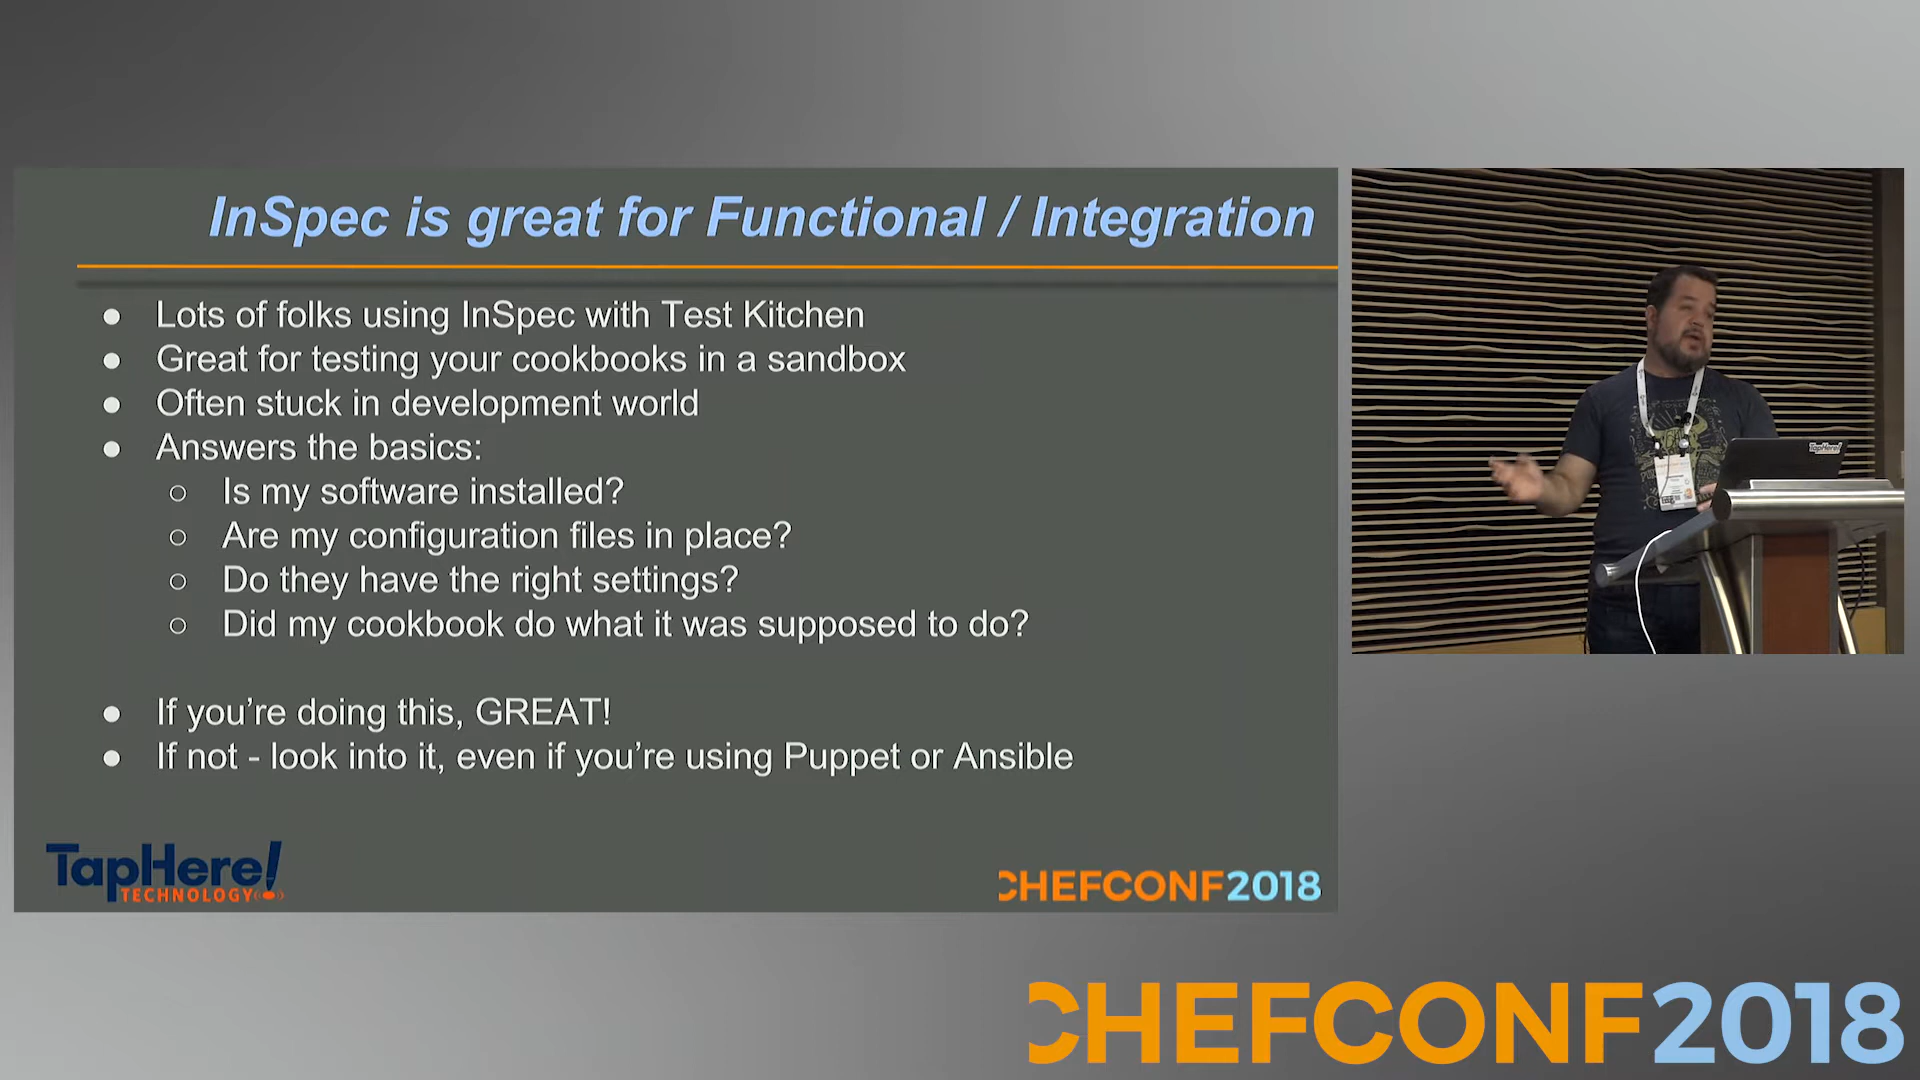 InSpec is great for Functional / Integration
● Lots of folks using InSpec with Test Kitchen
● Great for testing your cookbooks in a sandbox
● Often stuck in development world
● Answers the basics:
○ Is my software installed?
○ Are my configuration files in place?
○ Do they have the right settings?
○ Did my cookbook do what it was supposed to do?
● If you’re doing this, GREAT!
● If not - look into it, even if you’re using Puppet or Ansible
TapHere!
TECHNOLOGY
CHEFCONF2018
TapHere!
CHEFCONF2018